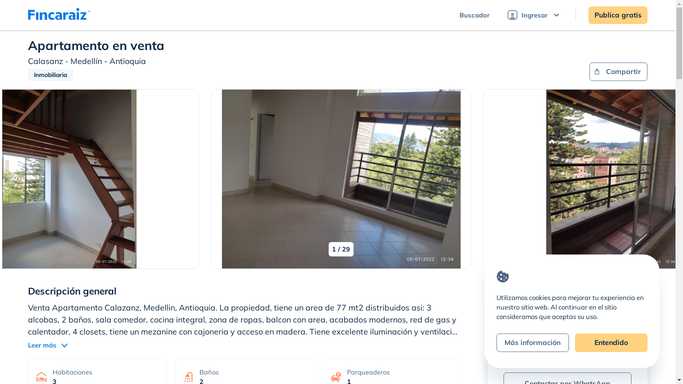 Fincaraiz
Buscador
Ingresar
Publica gratis
Apartamento en venta
Calasanz - Medellín - Antioquia
Inmobiliaria
Compartir
1 / 29
Descripción general
Venta Apartamento Calazanz, Medellin, Antioquia. La propiedad, tiene un area de 77 mt2 distribuidos asi: 3
alcobas, 2 baños, sala comedor, cocina integral, zona de ropas, balcon con area, acabados modernos, red de gas y
calentador, 4 closets, tiene un mezanine con cajoneria y acceso en madera. Tiene excelente iluminación y ventilaci...
Leer más
Habitaciones
3
Baños
2
Parqueaderos
1
Utilizamos cookies para mejorar tu experiencia en
nuestro sitio web. Al continuar en el sitio
consideramos que aceptas su uso.
Más información
Entendido
Contactar por WhatsApp